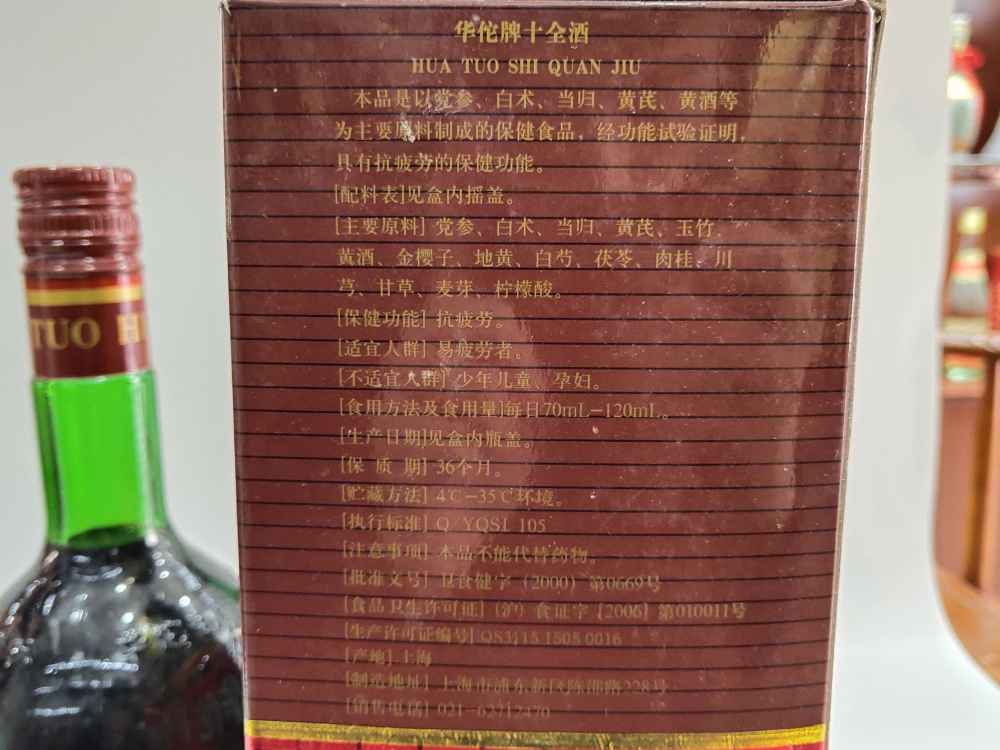 华佗牌十全酒
HUA TUO SHI QUAN JIU
本品是以党参、白术、当归、黄芪、黄酒等
为主要原料制成的保健食品，经功能试验证明，
具有抗疲劳的保健功能。
[配料表]见盒内摇盖。
[主要原料] 党参、白术、当归、黄芪、玉竹、
黄酒、金樱子、地黄、白芍、茯苓、肉桂、川
芎、甘草、麦芽、柠檬酸。
[保健功能] 抗疲劳。
[适宜人群] 易疲劳者。
[不适宜人群] 少年儿童、孕妇。
[食用方法及食用量]每日70mL-120mL。
[生产日期]见盒内瓶盖。
[保 质 期] 36个月。
[贮藏方法] 4℃-35℃环境。
[执行标准] Q/YQSL 105
[注意事项] 本品不能代替药物。
[批准文号] 卫食健字（2000）第0669号
[食品卫生许可证]（沪）食证字［2006］第010011号
[生产许可证编号] QS3115 1505 0016
[产地] 上海
[制造地址] 上海市浦东新区陈沸路228号
[销售电话] 021-62712470
TUO H